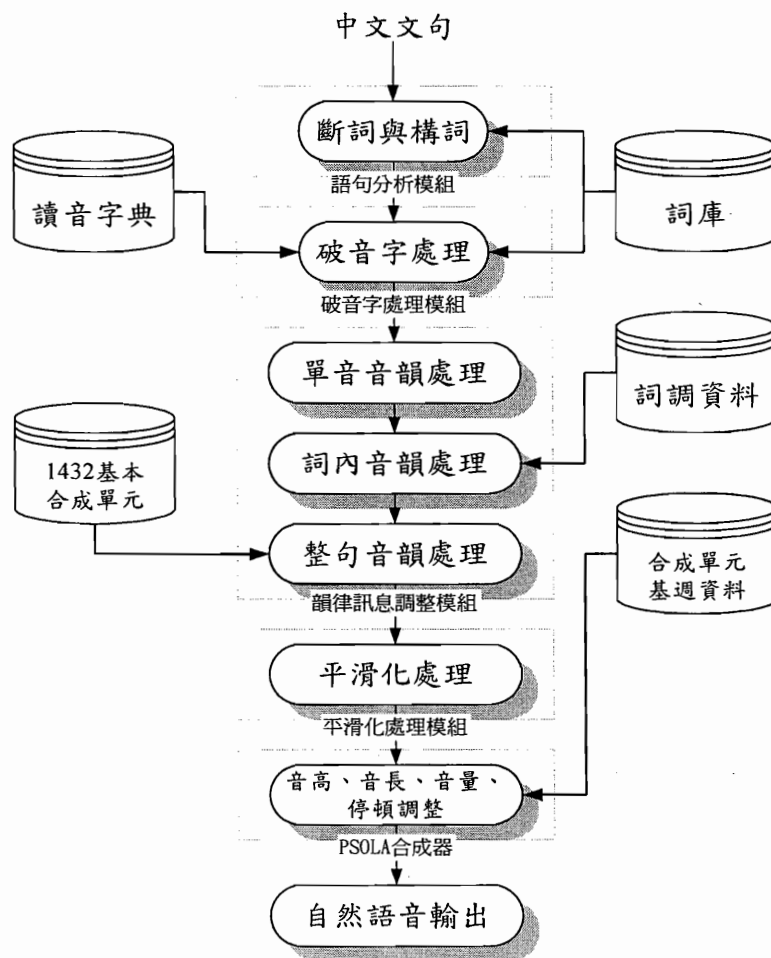 中文文句
斷詞與構詞
語句分析模組
讀音字典
詞庫
破音字處理
破音字處理模組
單音音韻處理
詞調資料
詞內音韻處理
1432基本
合成單元
整句音韻處理
韻律訊息調整模組
合成單元
基週資料
平滑化處理
平滑化處理模組
音高、音長、音量、
停頓調整
PSOLA合成器
自然語音輸出